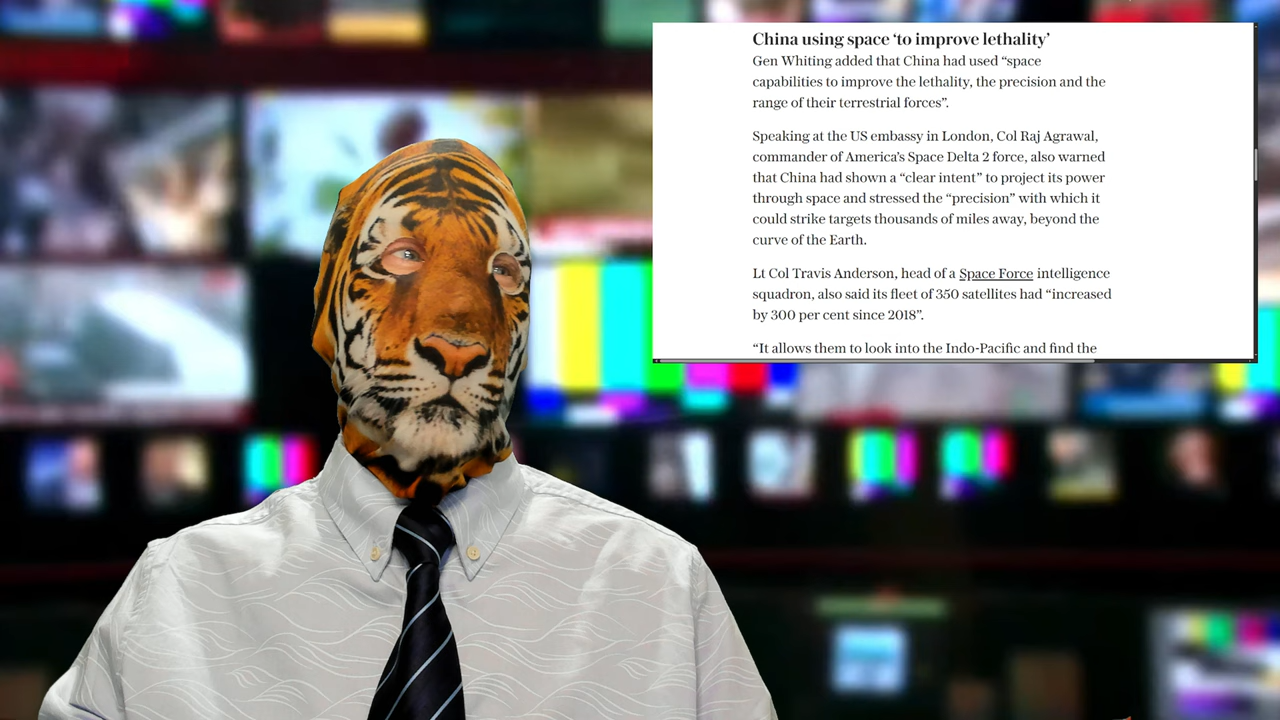 China using space ‘to improve lethality’
Gen Whiting added that China had used “space
capabilities to improve the lethality, the precision and the
range of their terrestrial forces”.
Speaking at the US embassy in London, Col Raj Agrawal,
commander of America’s Space Delta 2 force, also warned
that China had shown a “clear intent” to project its power
through space and stressed the “precision” with which it
could strike targets thousands of miles away, beyond the
curve of the Earth.
Lt Col Travis Anderson, head of a Space Force intelligence
squadron, also said its fleet of 350 satellites had “increased
by 300 per cent since 2018”.
“It allows them to look into the Indo-Pacific and find the